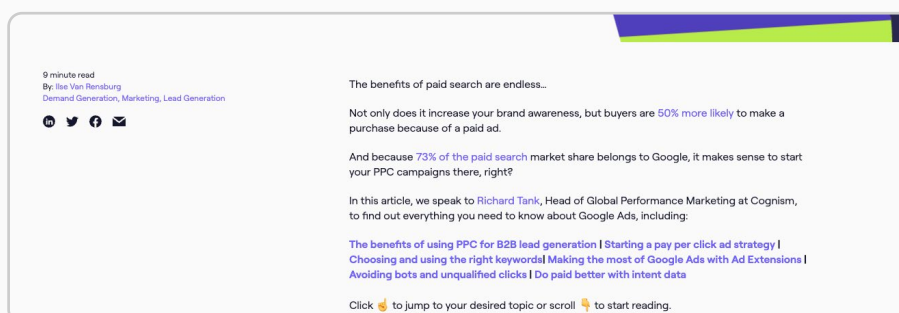 9 minute read
By: Ilse Van Rensburg
Demand Generation, Marketing, Lead Generation
The benefits of paid search are endless...
Not only does it increase your brand awareness, but buyers are 50% more likely to make a
purchase because of a paid ad.
And because 73% of the paid search market share belongs to Google, it makes sense to start
your PPC campaigns there, right?
In this article, we speak to Richard Tank, Head of Global Performance Marketing at Cognism,
to find out everything you need to know about Google Ads, including:
The benefits of using PPC for B2B lead generation | Starting a pay per click ad strategy |
Choosing and using the right keywords| Making the most of Google Ads with Ad Extensions |
Avoiding bots and unqualified clicks | Do paid better with intent data
Click ☝️ to jump to your desired topic or scroll 👇 to start reading.